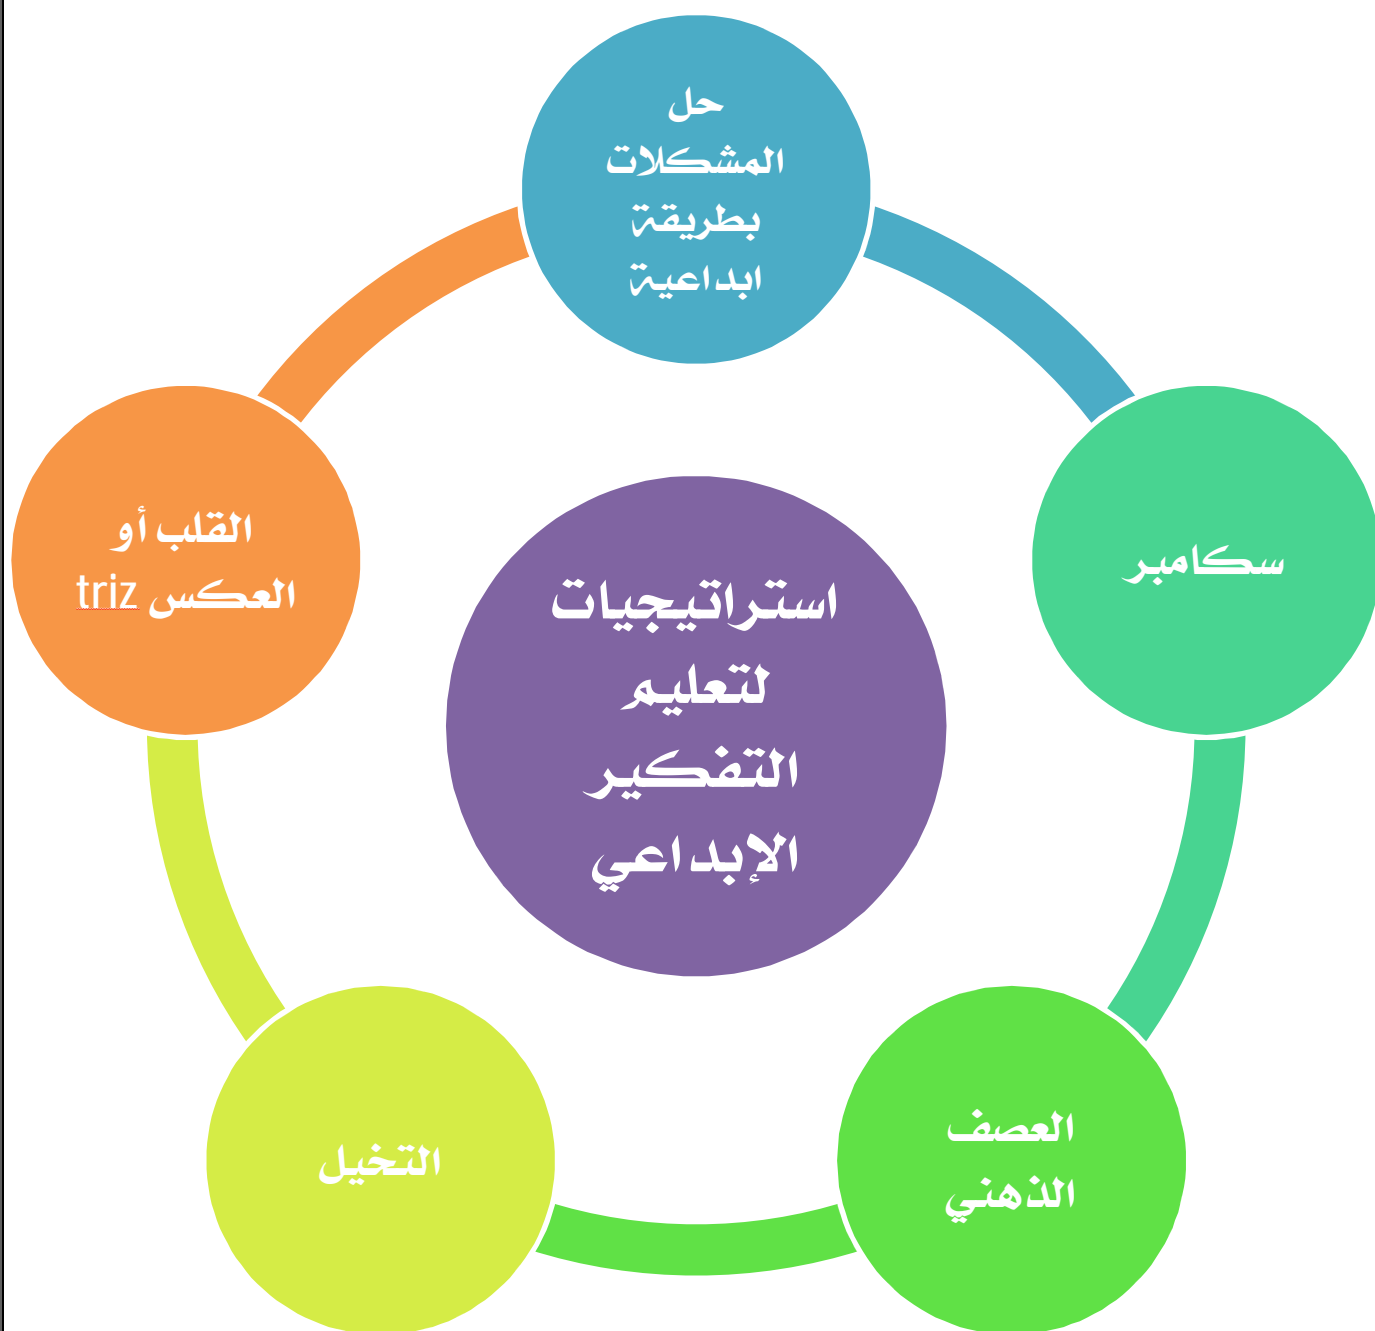 حل
المشكلات
بطريقة
ابداعية
سكامبر
العصف
الذهني
التخيل
القلب أو
العكس triz
استراتيجيات
لتعليم
التفكير
الإبداعي